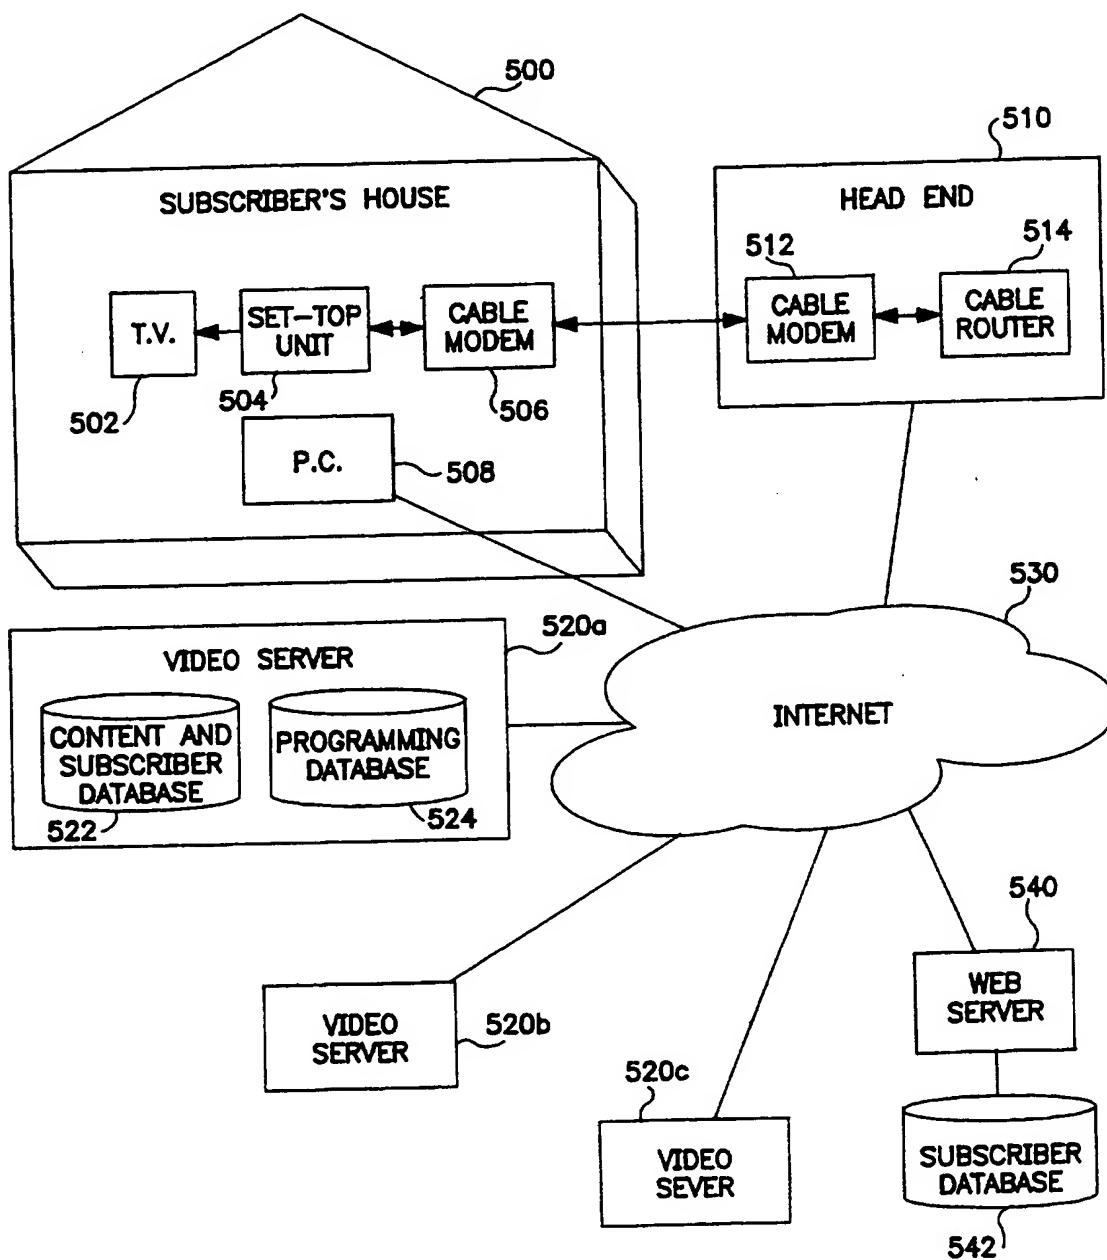 500
510
SUBSCRIBER'S HOUSE
HEAD END
512
514
T.V.
SET-TOP
UNIT
CABLE
MODEM
CABLE
MODEM
CABLE
ROUTER
502
504
506
P.C.
508
530
520a
VIDEO SERVER
CONTENT AND
SUBSCRIBER
DATABASE
PROGRAMMING
DATABASE
522
524
INTERNET
540
WEB
SERVER
VIDEO
SERVER
520b
520c
VIDEO
SEVER
SUBSCRIBER
DATABASE
542